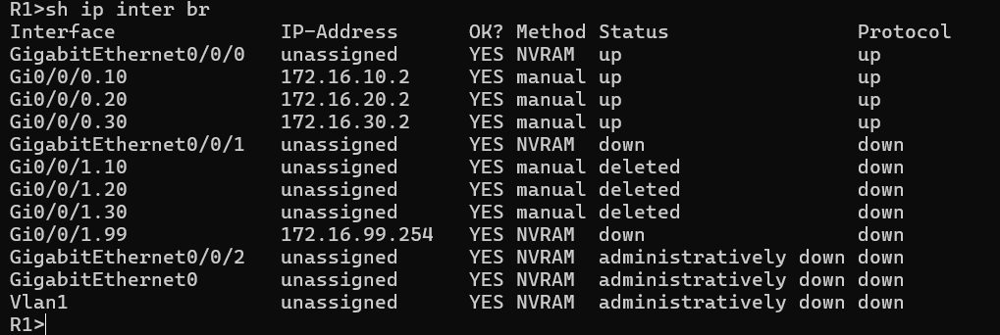 R1>sh ip inter br
Interface              IP-Address      OK? Method Status                Protocol
GigabitEthernet0/0/0   unassigned      YES NVRAM  up                    up
Gi0/0/0.10             172.16.10.2     YES manual up                    up
Gi0/0/0.20             172.16.20.2     YES manual up                    up
Gi0/0/0.30             172.16.30.2     YES manual up                    up
GigabitEthernet0/0/1   unassigned      YES NVRAM  down                  down
Gi0/0/1.10             unassigned      YES manual deleted               down
Gi0/0/1.20             unassigned      YES manual deleted               down
Gi0/0/1.30             unassigned      YES manual deleted               down
Gi0/0/1.99             172.16.99.254   YES NVRAM  down                  down
GigabitEthernet0/0/2   unassigned      YES NVRAM  administratively down down
GigabitEthernet0       unassigned      YES NVRAM  administratively down down
Vlan1                  unassigned      YES NVRAM  administratively down down
R1>